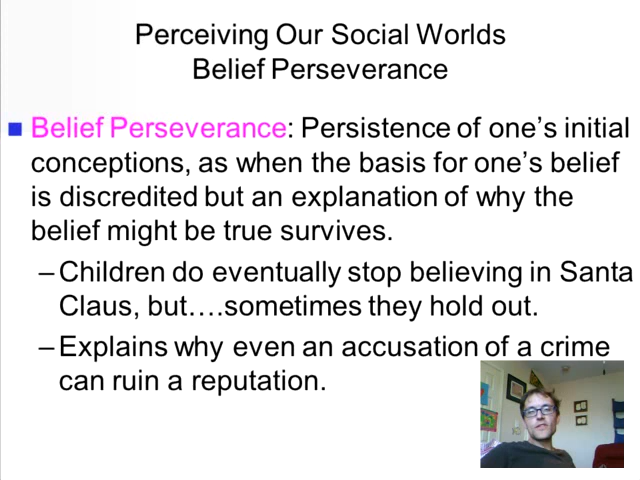 Perceiving Our Social Worlds
Belief Perseverance
Belief Perseverance: Persistence of one's initial
conceptions, as when the basis for one's belief
is discredited but an explanation of why the
belief might be true survives.
–Children do eventually stop believing in Santa
Claus, but….sometimes they hold out.
–Explains why even an accusation of a crime
can ruin a reputation.